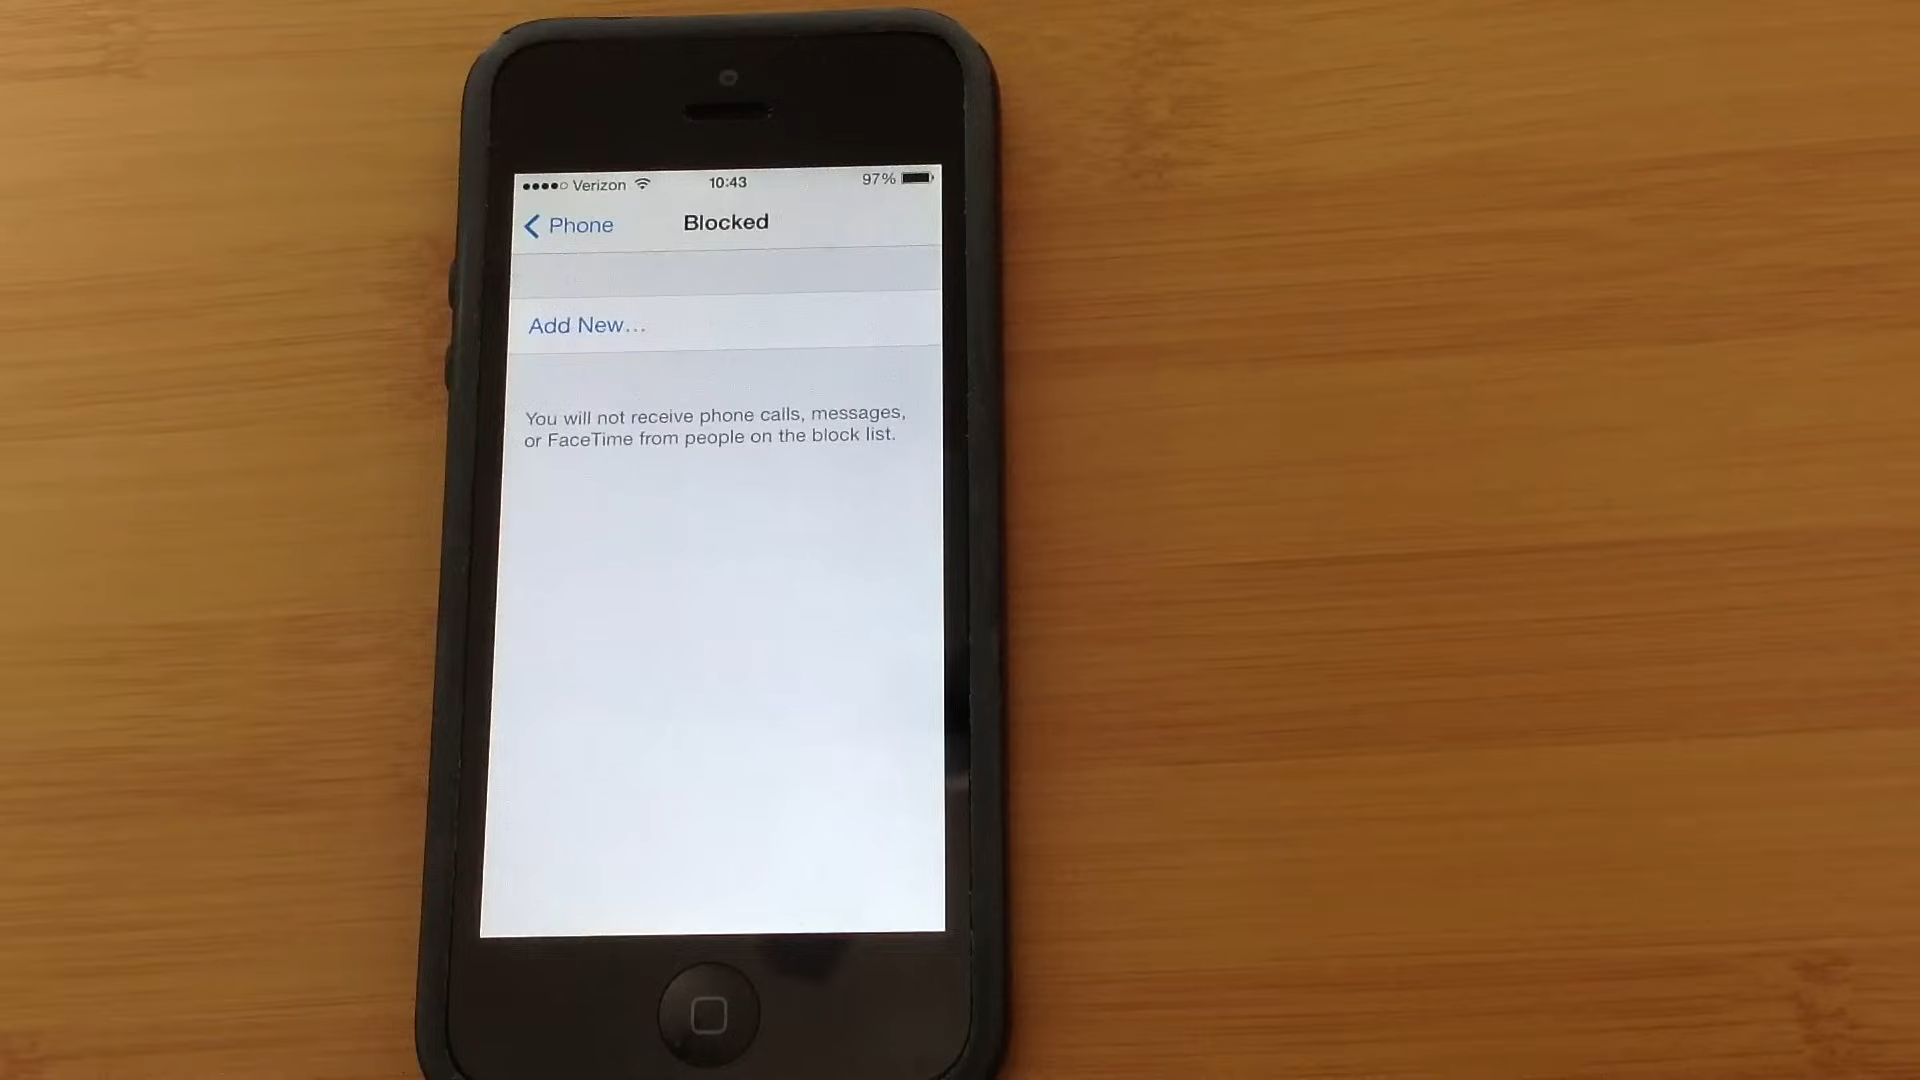 Verizon 10:43 97%
Phone Blocked
Add New...
You will not receive phone calls, messages,
or FaceTime from people on the block list.